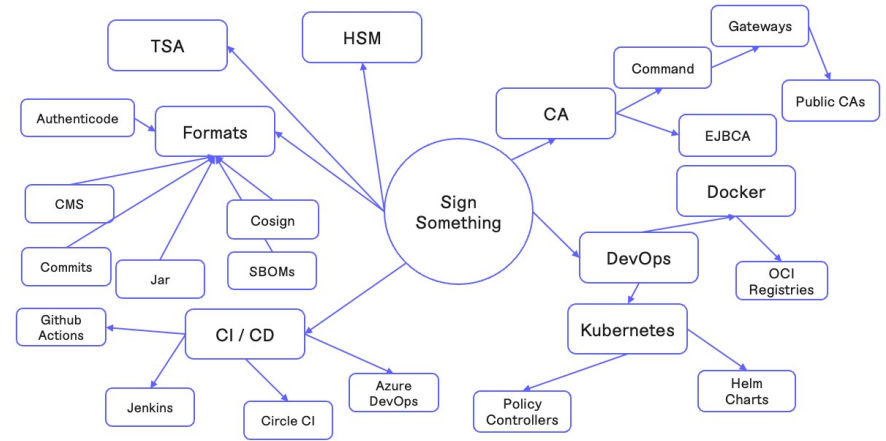 TSA
HSM
Gateways
Command
Public CAs
Authenticode
Formats
CA
EJBCA
CMS
Cosign
Sign
Something
Docker
Commits
Jar
SBOMs
DevOps
OCI
Registries
Github
Actions
CI / CD
Kubernetes
Jenkins
Circle CI
Azure
DevOps
Policy
Controllers
Helm
Charts